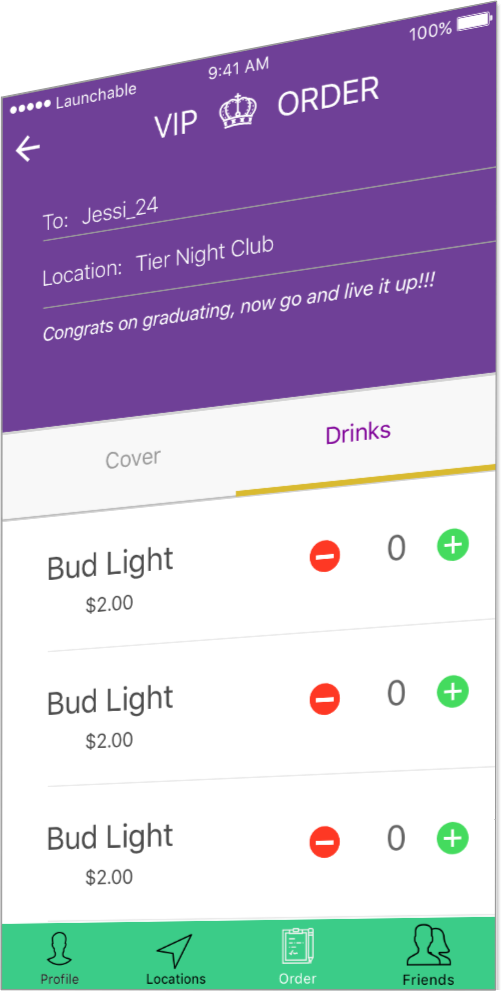 ●●●●● Launchable 9:41 AM 100%
VIP ORDER
To: Jessi_24
Location: Tier Night Club
Congrats on graduating, now go and live it up!!!
Cover Drinks
Bud Light 0
$2.00
Bud Light 0
$2.00
Bud Light 0
$2.00
Profile Locations Order Friends